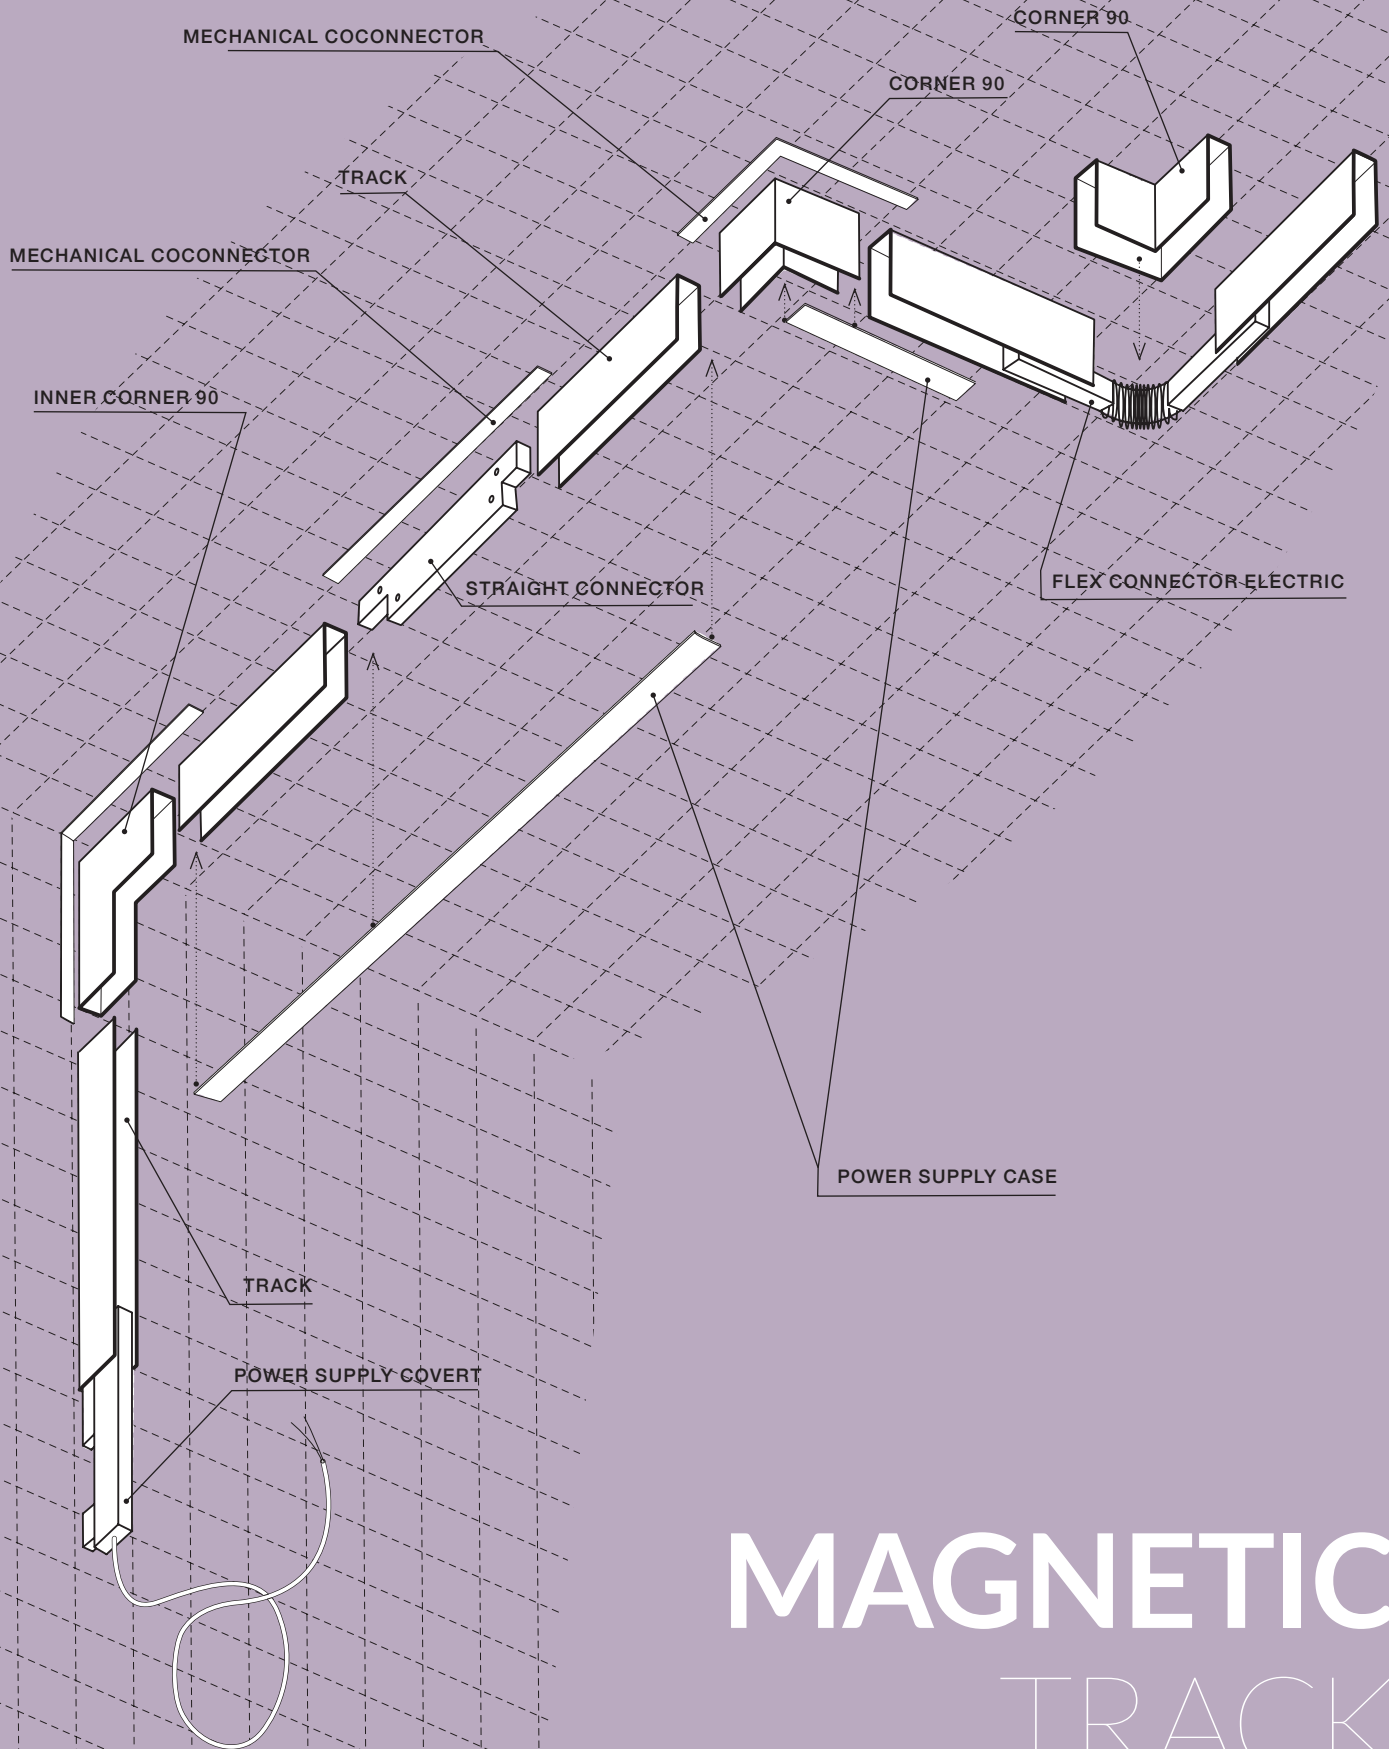 CORNER 90
MECHANICAL COCONNECTOR
CORNER 90
TRACK
MECHANICAL COCONNECTOR
INNER CORNER 90
STRAIGHT CONNECTOR
FLEX CONNECTOR ELECTRIC
POWER SUPPLY CASE
TRACK
POWER SUPPLY COVERT
MAGNETIC
TRACK